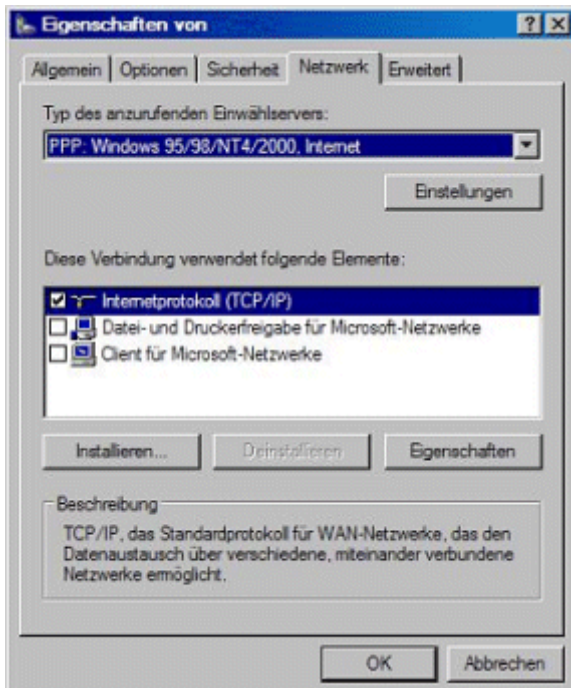 Eigenschaften von
Allgemein Optionen Sicherheit Netzwerk Erweitert
Typ des anzurufenden Einwählservers:
PPP: Windows 95/98/NT4/2000, Internet
Einstellungen
Diese Verbindung verwendet folgende Elemente:
Internetprotokoll (TCP/IP)
Datei- und Druckerfreigabe für Microsoft-Netzwerke
Client für Microsoft-Netzwerke
Installieren... Deinstallieren Eigenschaften
Beschreibung
TCP/IP, das Standardprotokoll für WAN-Netzwerke, das den
Datenaustausch über verschiedene, miteinander verbundene
Netzwerke ermöglicht.
OK Abbrechen